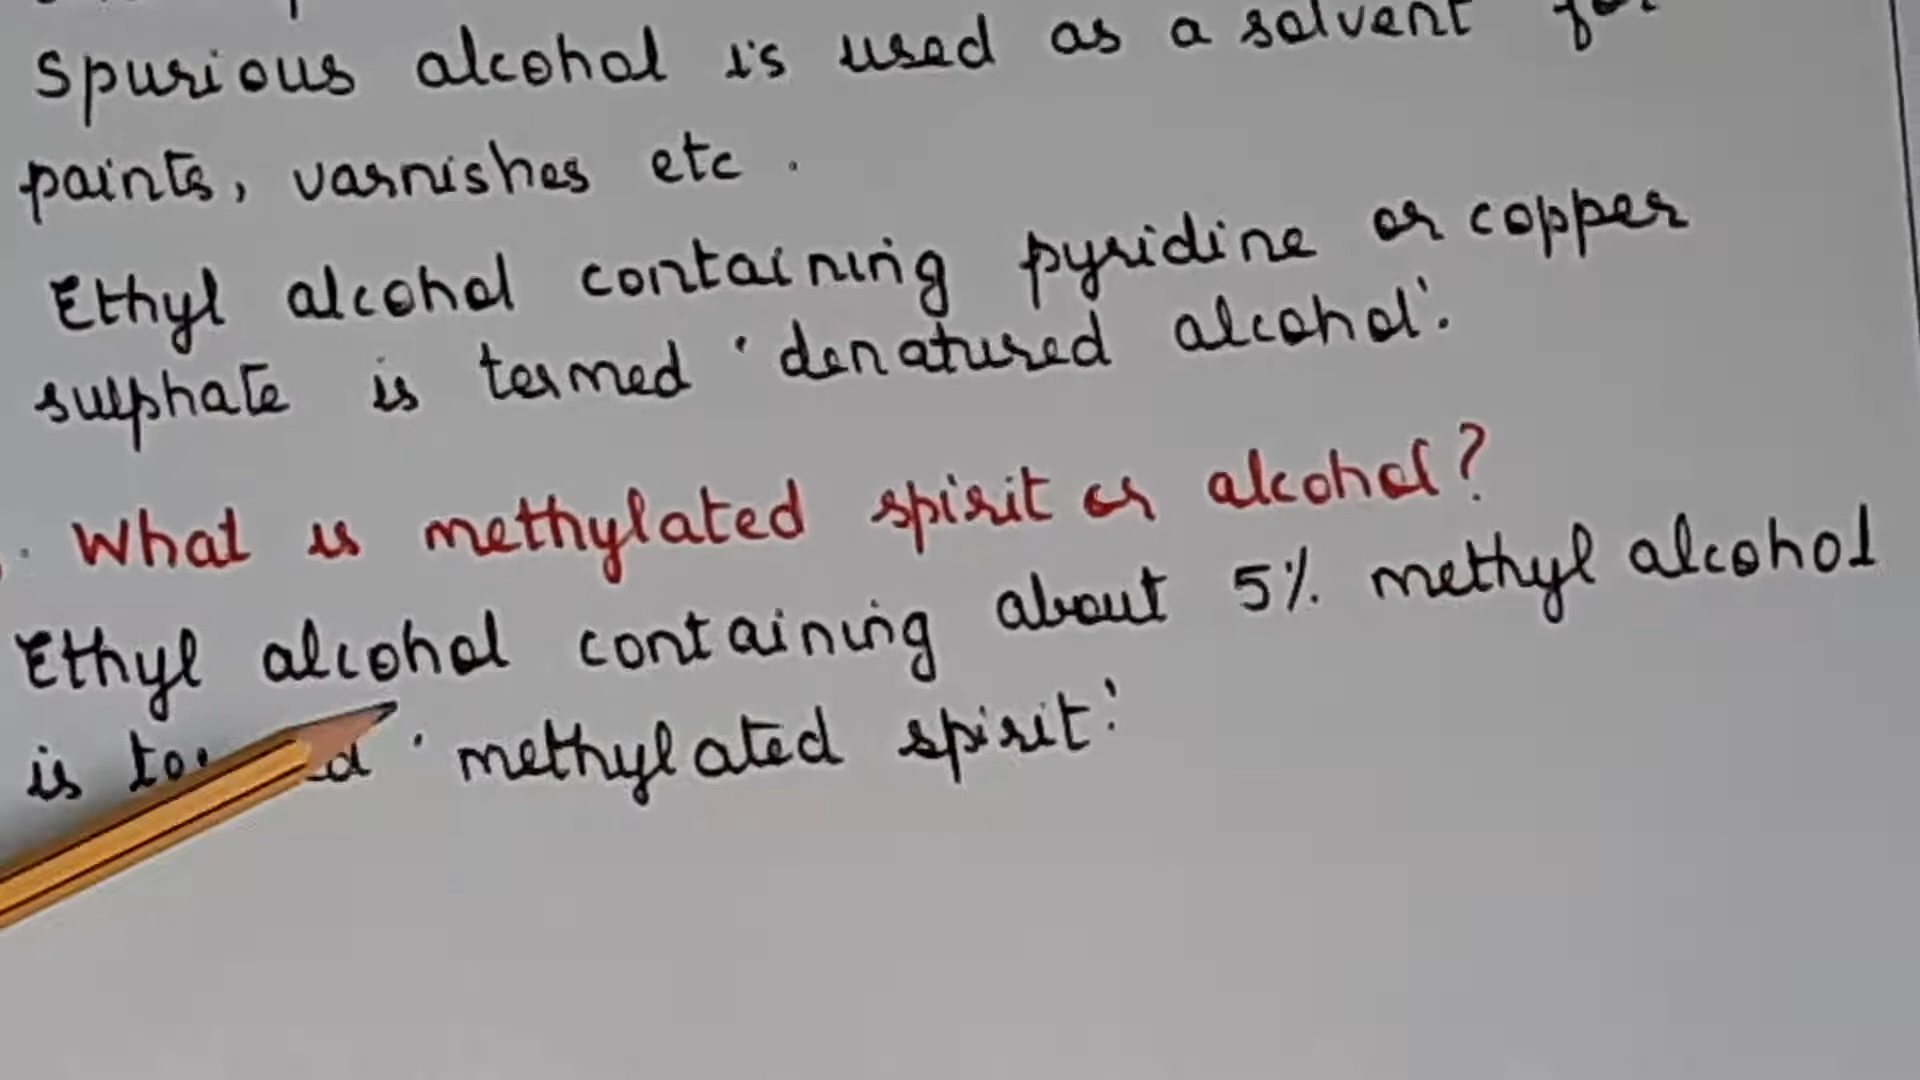 Spurious alcohol is used as a solvent for
paints, varnishes etc.
Ethyl alcohol containing pyridine or copper
sulphate is termed 'denatured alcohol'.
What is methylated spirit or alcohol?
Ethyl alcohol containing about 5% methyl alcohol
is 'methylated spirit'